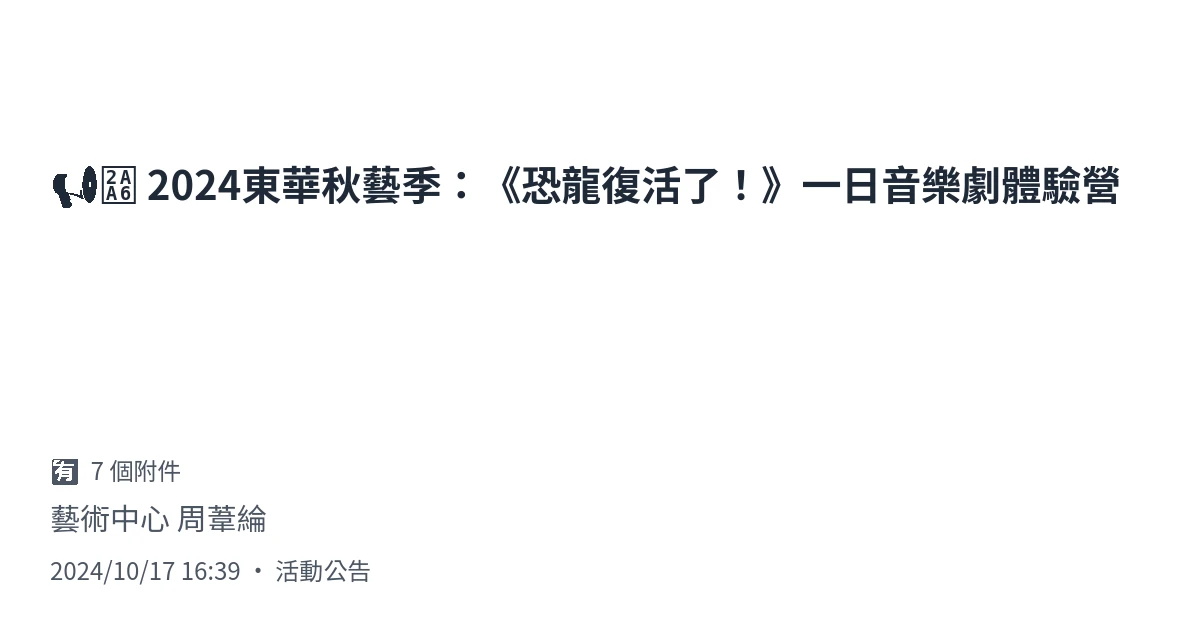 📢 2024東華秋藝季：《恐龍復活了！》一日音樂劇體驗營
🈶 7 個附件
藝術中心 周葦綸
2024/10/17 16:39 • 活動公告